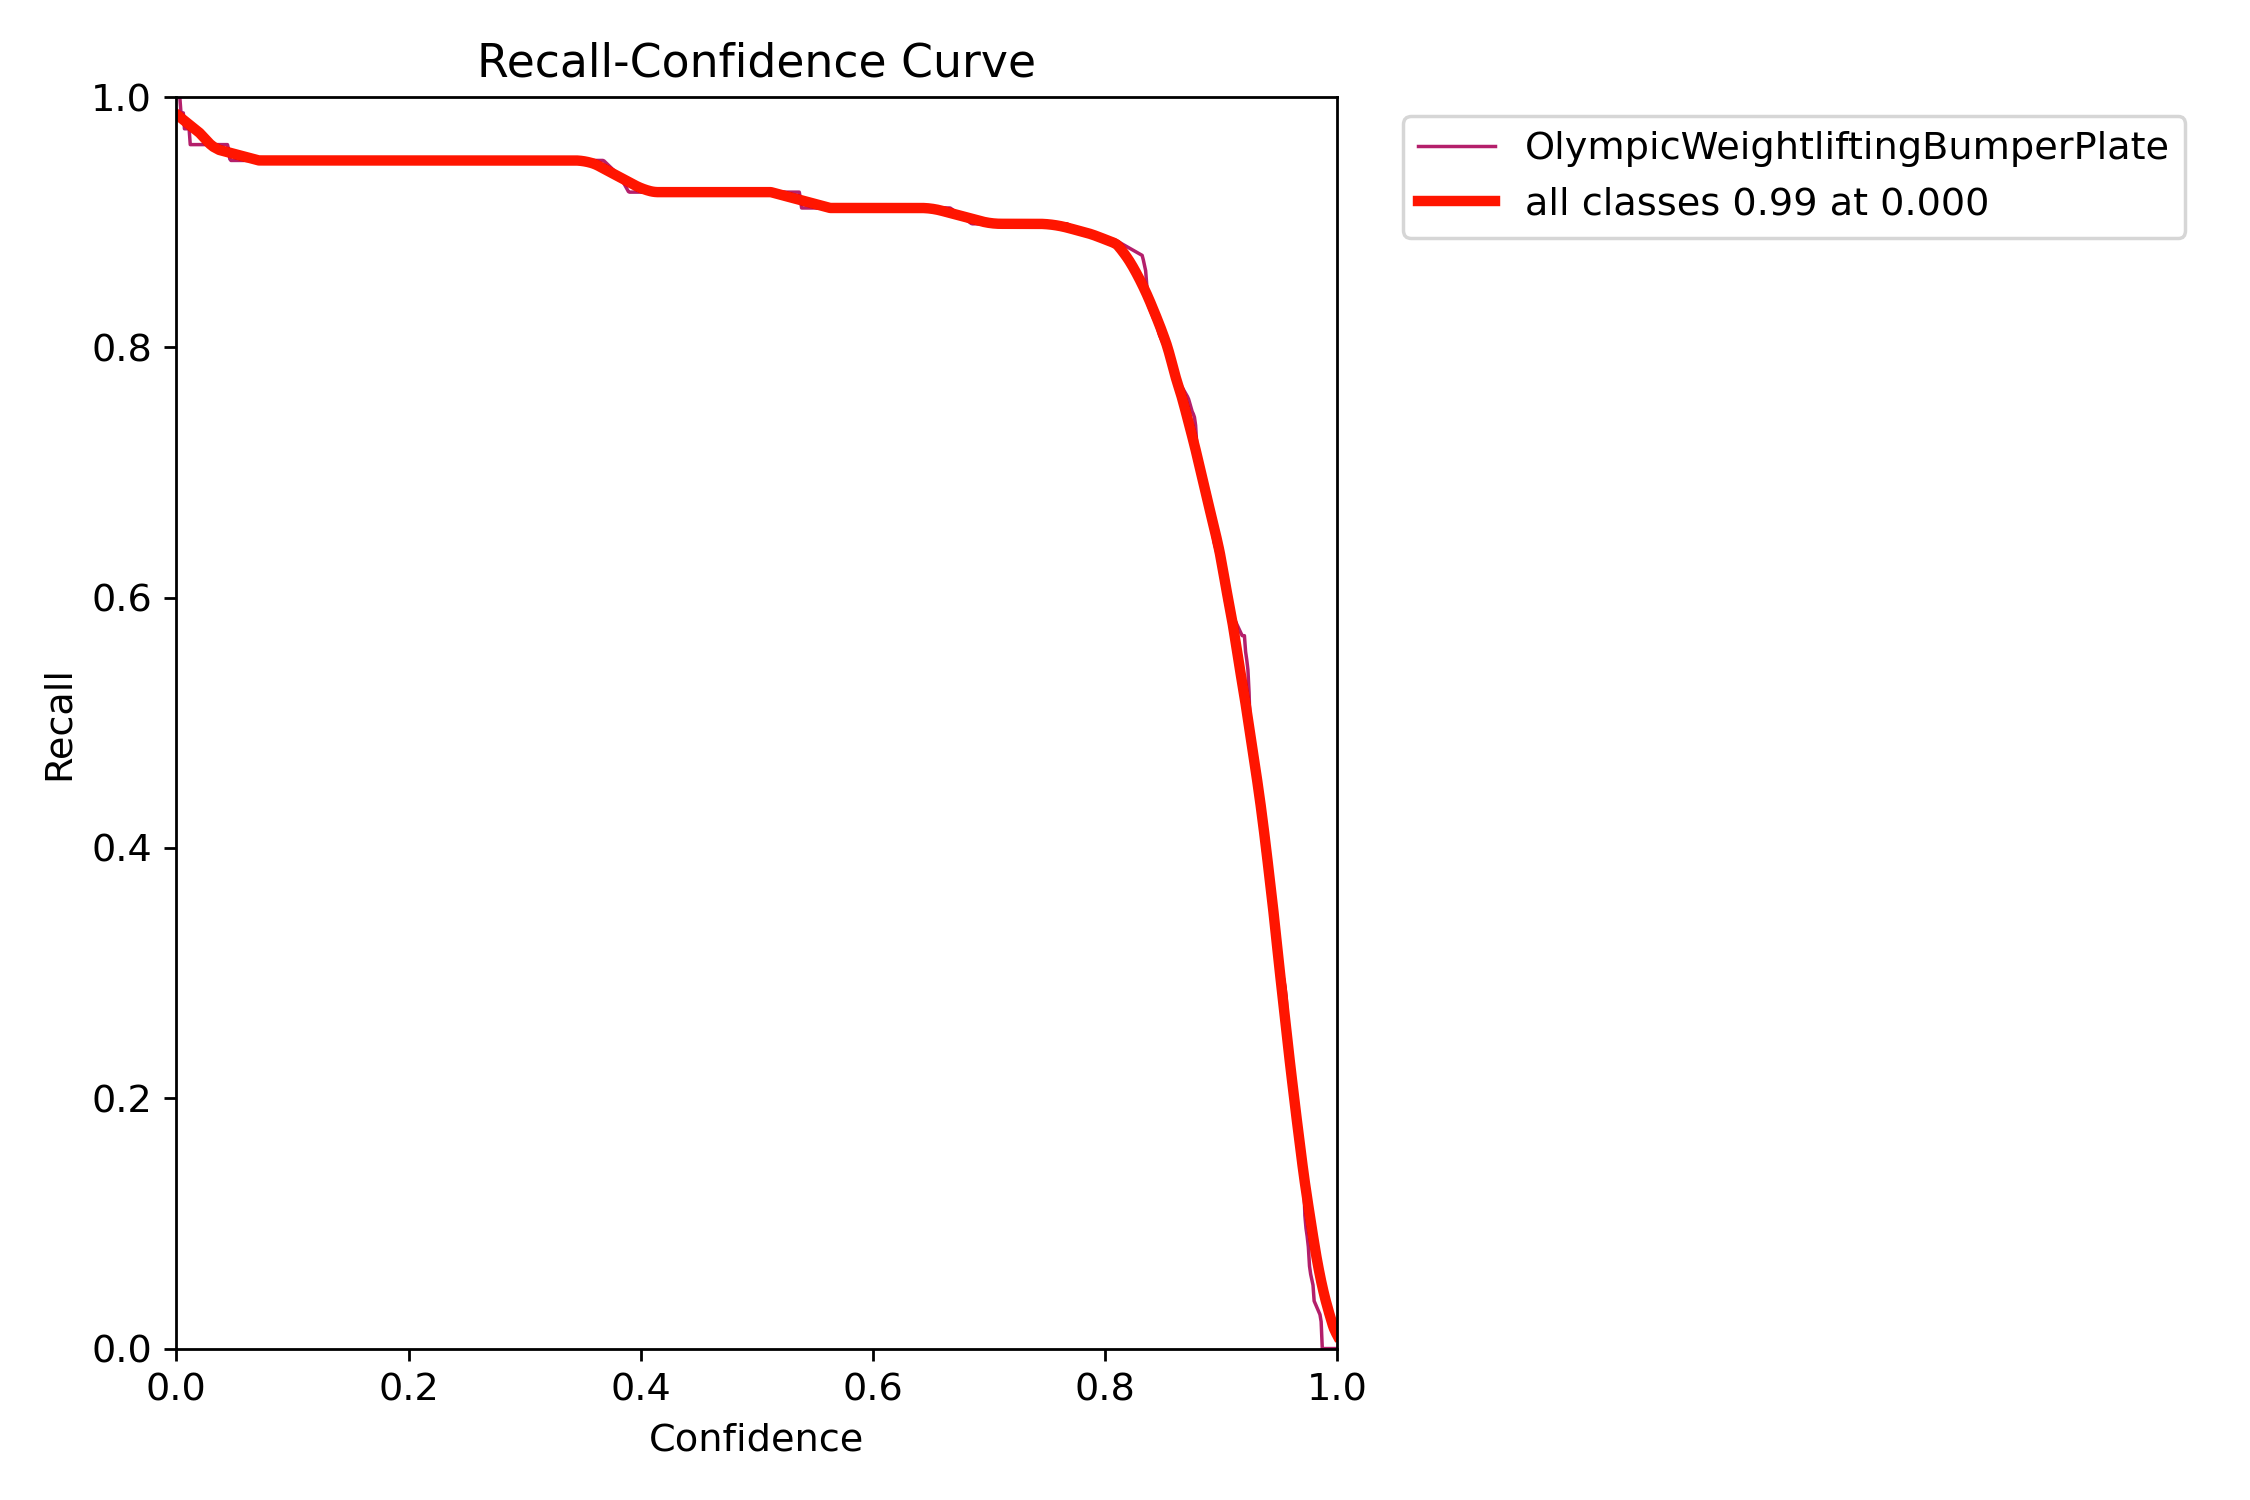 Recall-Confidence Curve
1.0
0.8
0.6
0.4
0.2
0.0
Recall
0.0 0.2 0.4 0.6 0.8 1.0
Confidence
OlympicWeightliftingBumperPlate
all classes 0.99 at 0.000